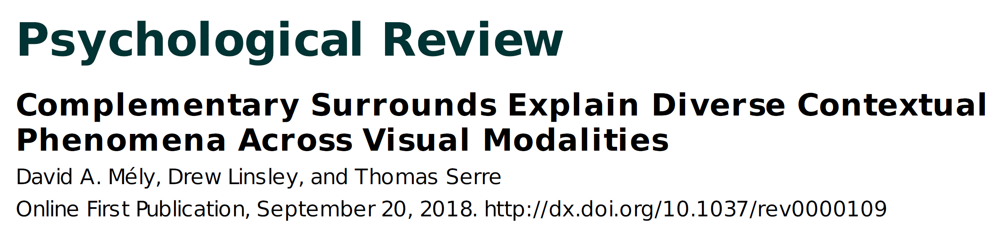 Psychological Review
Complementary Surrounds Explain Diverse Contextual
Phenomena Across Visual Modalities
David A. Mély, Drew Linsley, and Thomas Serre
Online First Publication, September 20, 2018. http://dx.doi.org/10.1037/rev0000109